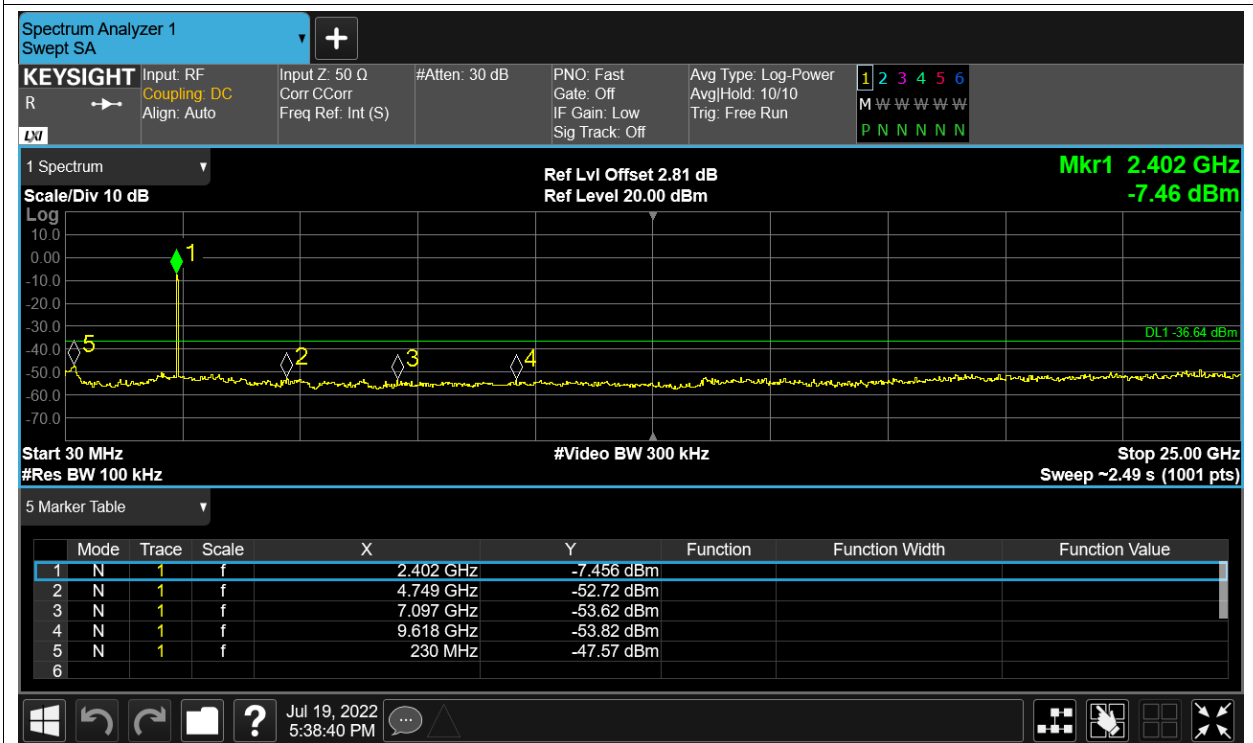 Spectrum Analyzer 1
Swept SA
+
KEYSIGHT Input: RF Input Z: 50 Ω #Atten: 30 dB PNO: Fast Avg Type: Log-Power 1 2 3 4 5 6
R Coupling: DC Corr CCorr Gate: Off Avg|Hold: 10/10 M W W W W W
Align: Auto Freq Ref: Int (S) IF Gain: Low Trig: Free Run
LXI Sig Track: Off P N N N N N
1 Spectrum Ref Lvl Offset 2.81 dB Mkr1 2.402 GHz
Scale/Div 10 dB Ref Level 20.00 dBm -7.46 dBm
Log
10.0
0.00 1
-10.0
-20.0
-30.0 DL1 -36.64 dBm
-40.0 5 2 3 4
-50.0
-60.0
-70.0
Start 30 MHz #Video BW 300 kHz Stop 25.00 GHz
#Res BW 100 kHz Sweep ~2.49 s (1001 pts)
5 Marker Table
Mode Trace Scale X Y Function Function Width Function Value
1 N 1 f 2.402 GHz -7.456 dBm
2 N 1 f 4.749 GHz -52.72 dBm
3 N 1 f 7.097 GHz -53.62 dBm
4 N 1 f 9.618 GHz -53.82 dBm
5 N 1 f 230 MHz -47.57 dBm
6
? Jul 19, 2022
5:38:40 PM